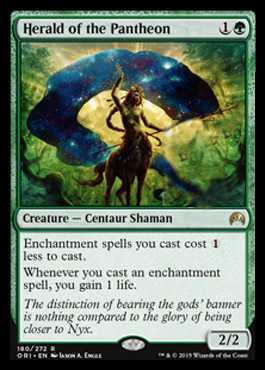 Herald of the Pantheon 1
Creature — Centaur Shaman
Enchantment spells you cast cost 1
less to cast.
Whenever you cast an enchantment
spell, you gain 1 life.
The distinction of bearing the gods' banner
is nothing compared to the glory of being
closer to Nyx.
2/2
180/272 R
ORI • EN JASON A. ENGLE ™ & © 2015 Wizards of the Coast